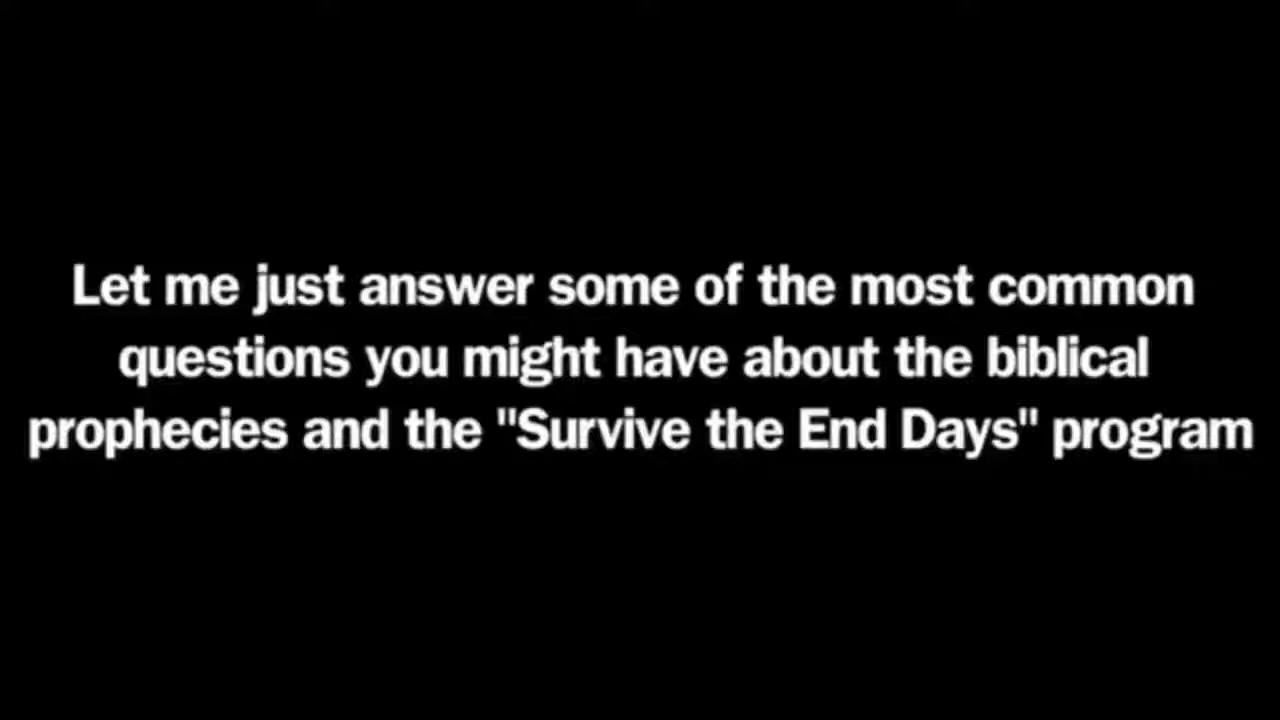 Let me just answer some of the most common
questions you might have about the biblical
prophecies and the "Survive the End Days" program